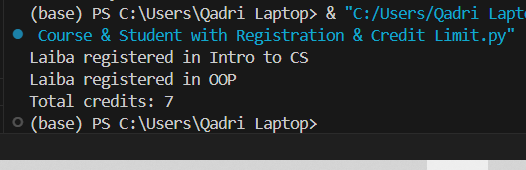 (base) PS C:\Users\Qadri Laptop> & "C:/Users/Qadri Lapt
Course & Student with Registration & Credit Limit.py"
Laiba registered in Intro to CS
Laiba registered in OOP
Total credits: 7
(base) PS C:\Users\Qadri Laptop>